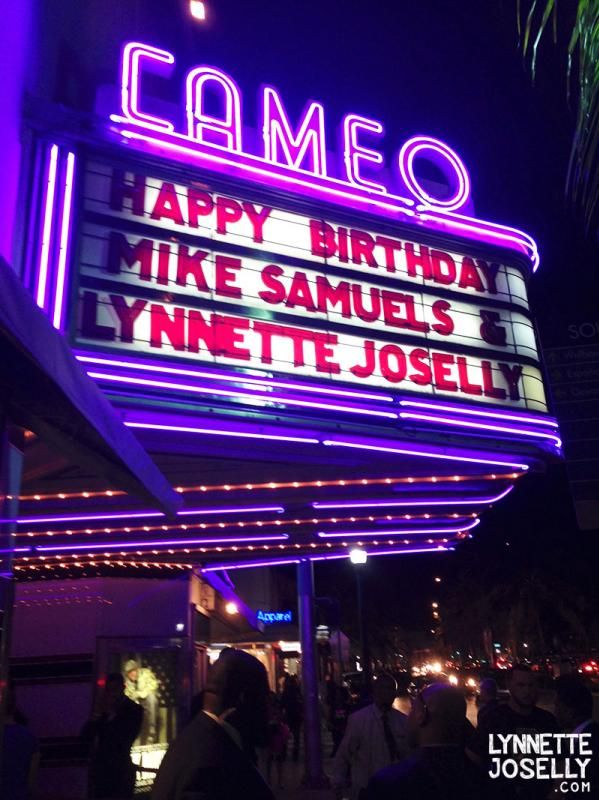 CAMEO
HAPPY BIRTHDAY
MIKE SAMUELS &
LYNNETTE JOSELLY
Apparel
LYNNETTE
JOSELLY
.COM